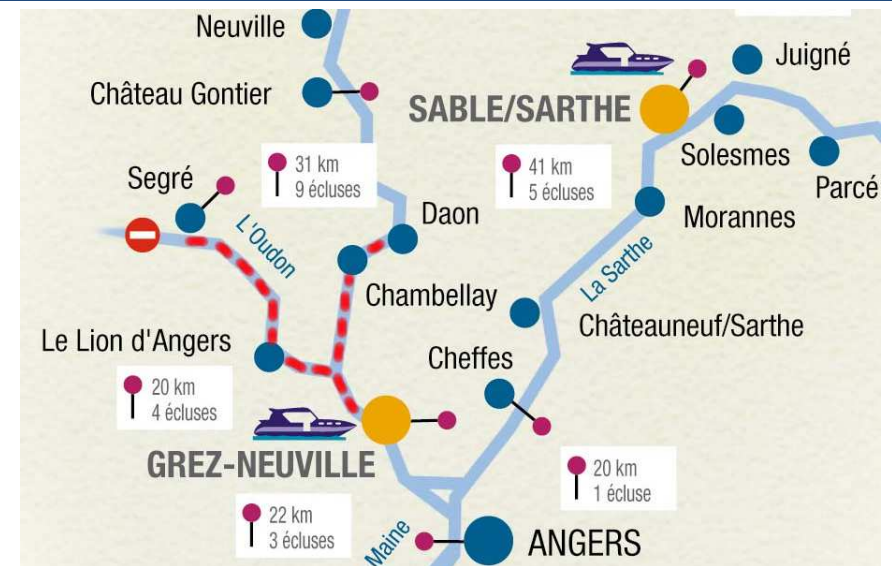 Neuville
Juigné
Château Gontier
SABLE/SARTHE
31 km
9 écluses
41 km
5 écluses
Solesmes
Segré
Parcé
Daon
Morannes
L'Oudon
La Sarthe
Chambellay
Châteauneuf/Sarthe
Le Lion d'Angers
Cheffes
20 km
4 écluses
GREZ-NEUVILLE
20 km
1 écluse
22 km
3 écluses
Maine
ANGERS